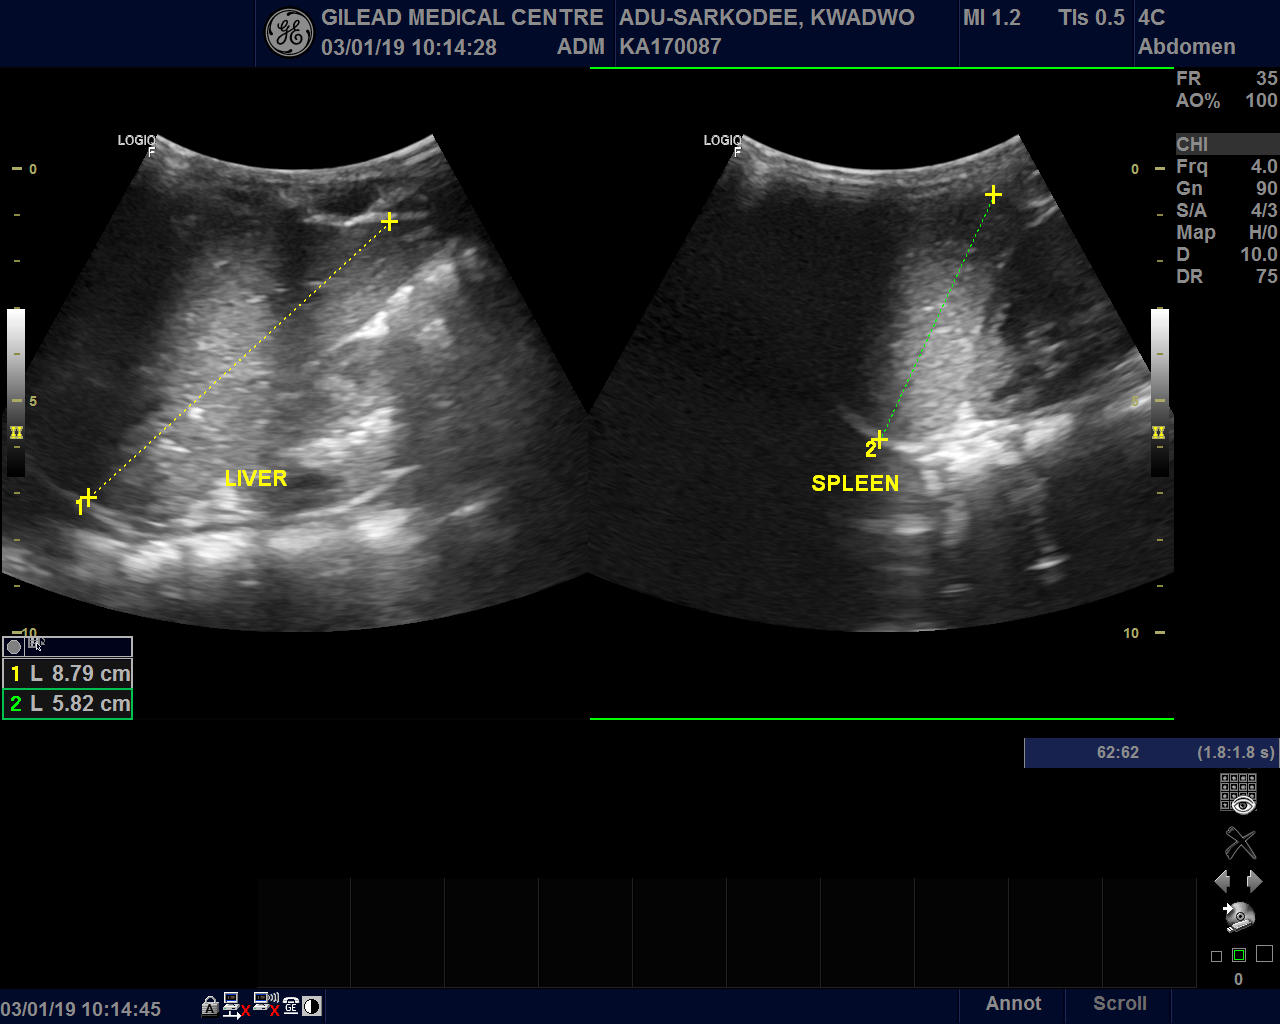 GILEAD MEDICAL CENTRE
03/01/19 10:14:28 ADM
ADU-SARKODEE, KWADWO
KA170087
MI 1.2 TIs 0.5
4C
Abdomen
FR 35
AO% 100
CHI
Frq 4.0
Gn 90
S/A 4/3
Map H/0
D 10.0
DR 75
LOGIQ
F
0
5
10
1
LIVER
LOGIQ
F
0
5
10
2
SPLEEN
1 L 8.79 cm
2 L 5.82 cm
62:62 (1.8:1.8 s)
0
03/01/19 10:14:45
Annot
Scroll